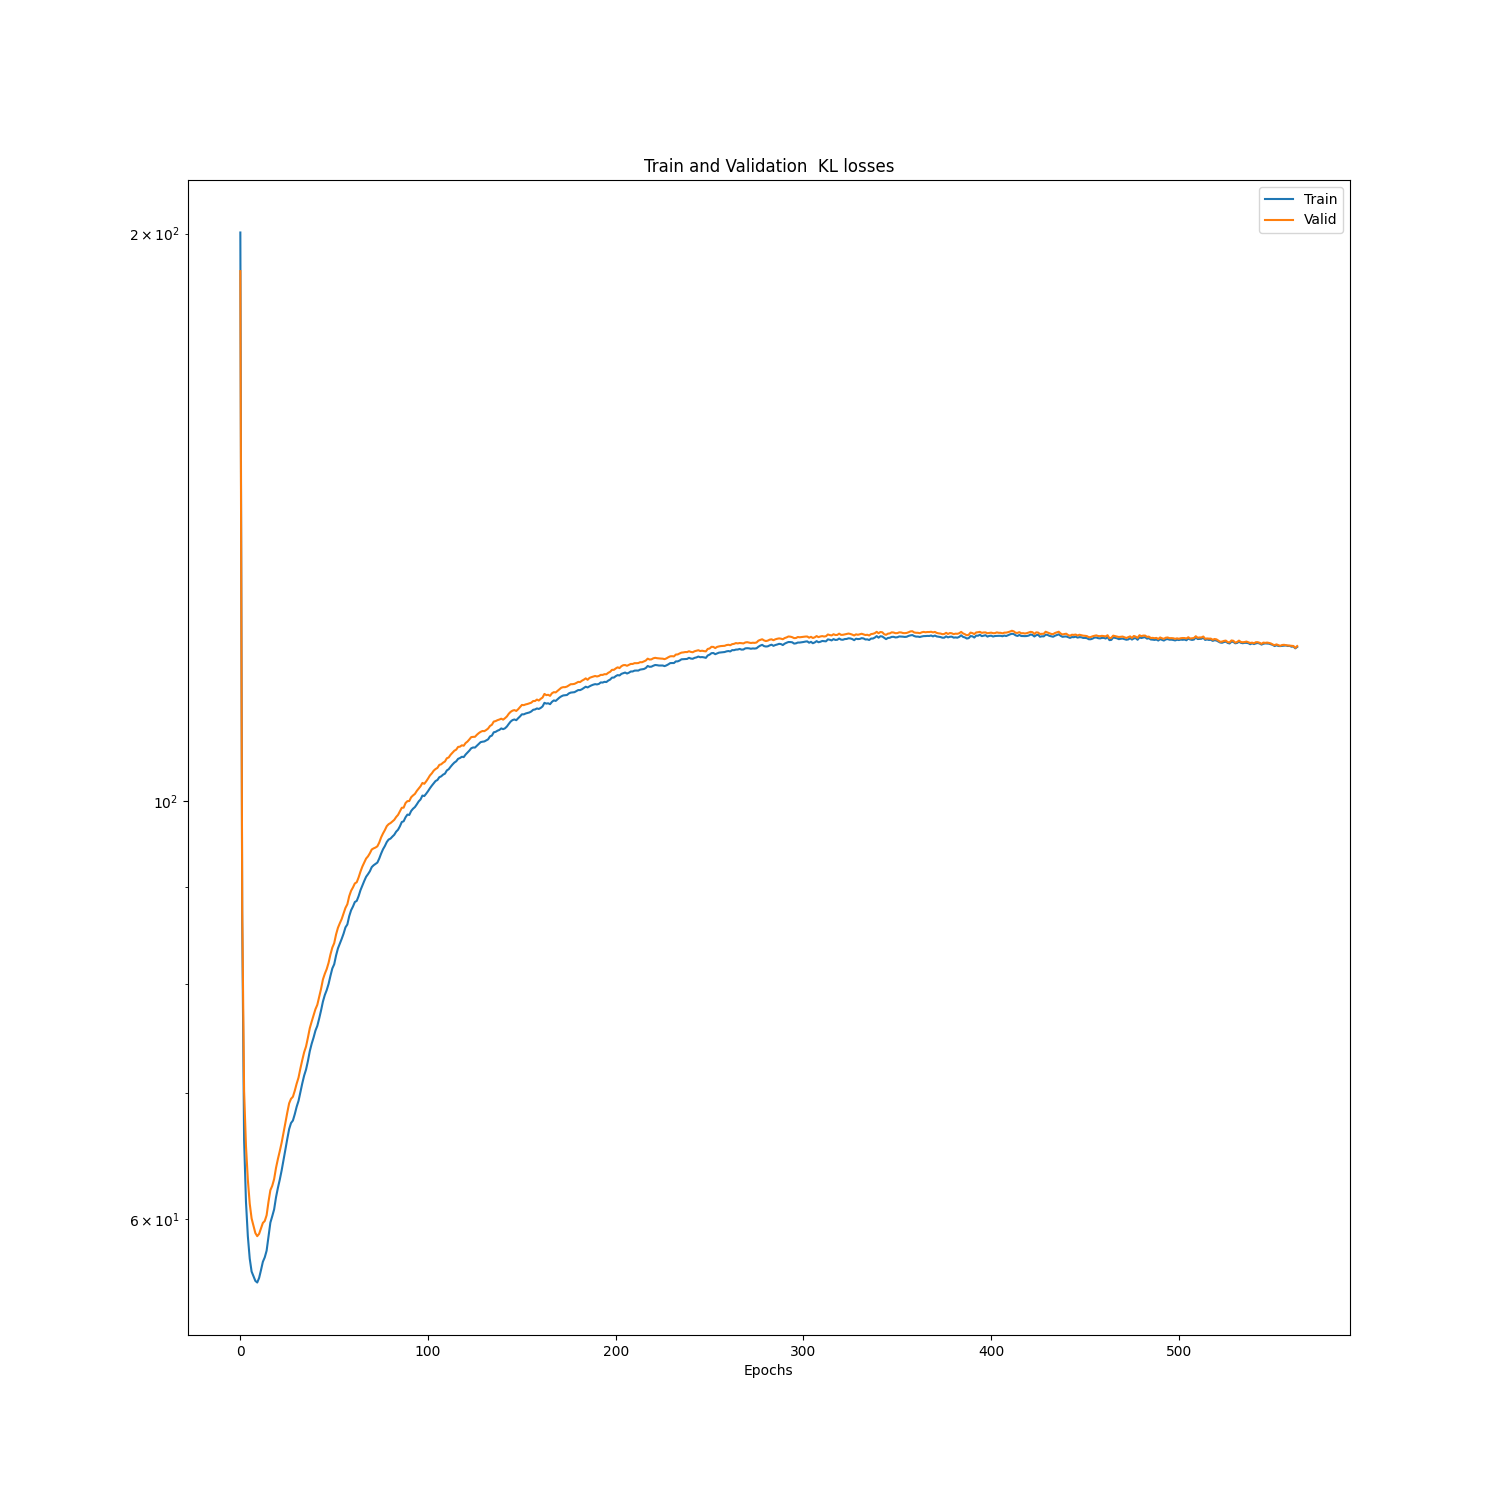 Train and Validation  KL losses
Train
Valid
2 × 10²
10²
6 × 10¹
0 100 200 300 400 500
Epochs